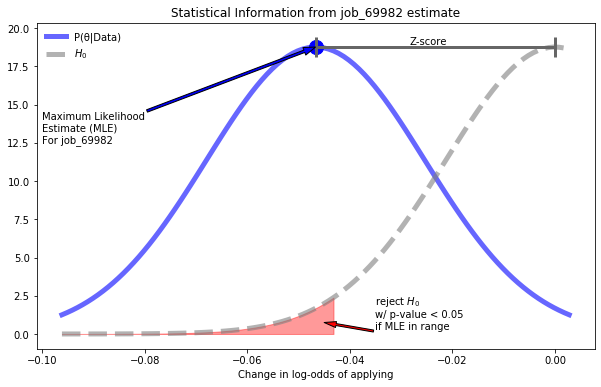 Statistical Information from job_69982 estimate
P(θ|Data)
H₀
Z-score
Maximum Likelihood
Estimate (MLE)
For job_69982
reject H₀
w/ p-value < 0.05
if MLE in range
20.0
17.5
15.0
12.5
10.0
7.5
5.0
2.5
0.0
−0.10
−0.08
−0.06
−0.04
−0.02
0.00
Change in log-odds of applying